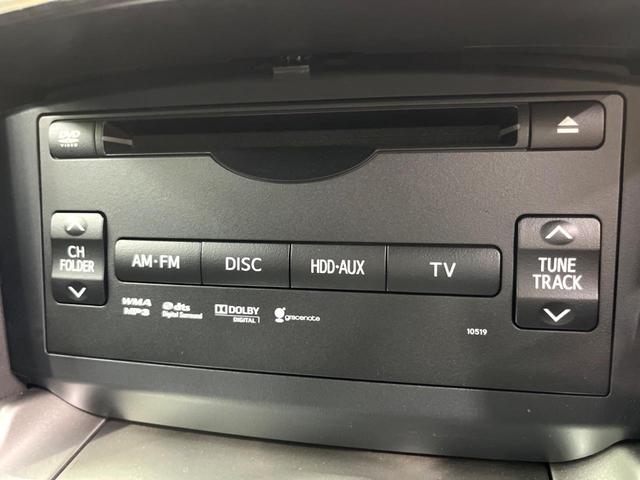 DVD
VIDEO
CH
FOLDER
AM·FM
DISC
HDD·AUX
TV
TUNE
TRACK
WMA
MP3
dts
Digital Surround
DOLBY
DIGITAL
gracenote
10519